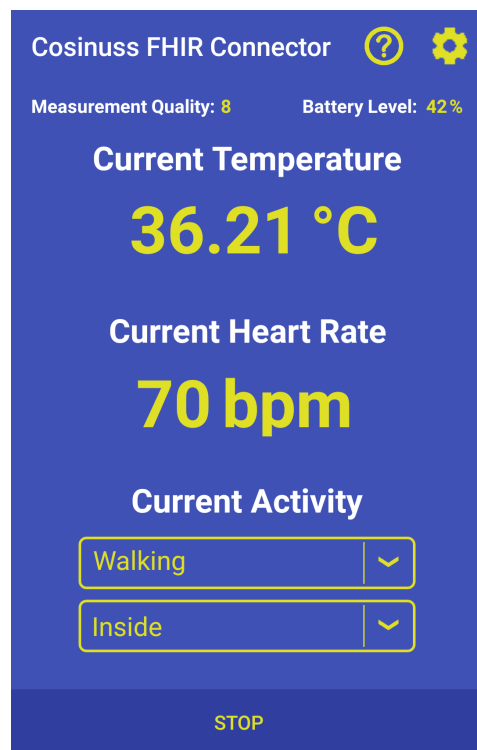 Cosinuss FHIR Connector
Measurement Quality: 8 Battery Level: 42%
Current Temperature
36.21 °C
Current Heart Rate
70 bpm
Current Activity
Walking
Inside
STOP